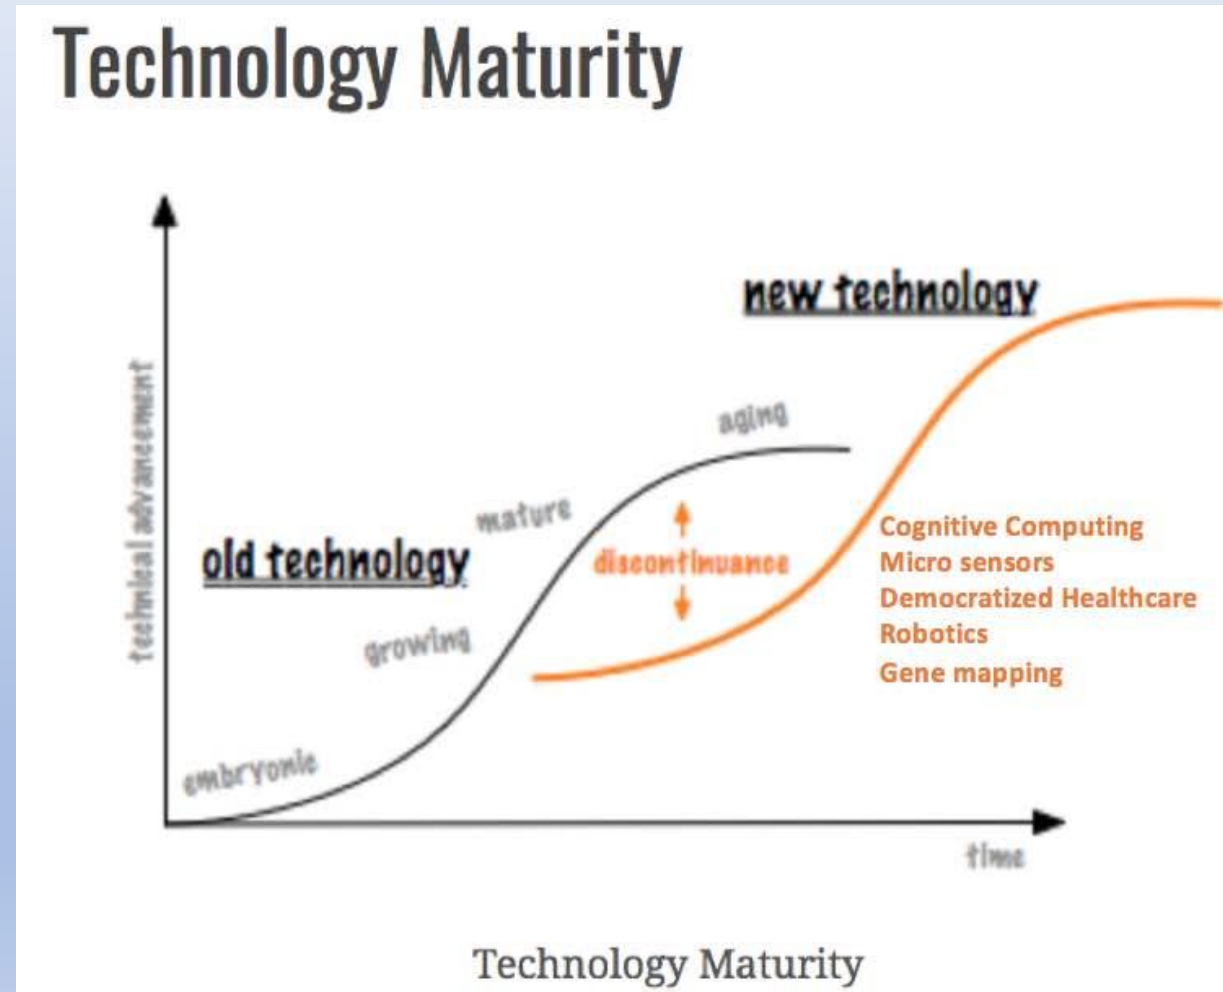 Technology Maturity
new technology
aging
mature
old technology
discontinuance
growing
embryonic
technical advancement
time
Cognitive Computing
Micro sensors
Democratized Healthcare
Robotics
Gene mapping
Technology Maturity